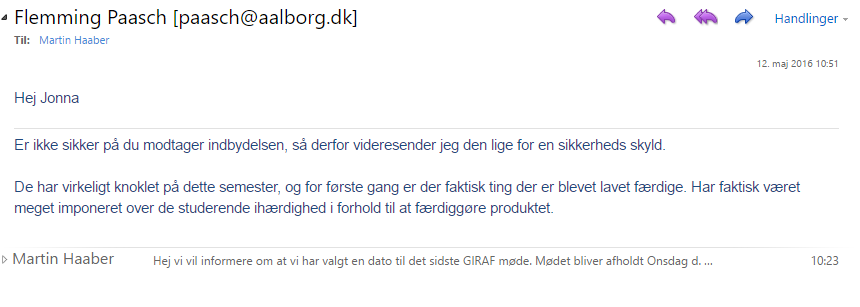 Flemming Paasch [paasch@aalborg.dk]
Handlinger
Til: Martin Haaber
12. maj 2016 10:51
Hej Jonna
Er ikke sikker på du modtager indbydelsen, så derfor videresender jeg den lige for en sikkerheds skyld.
De har virkeligt knoklet på dette semester, og for første gang er der faktisk ting der er blevet lavet færdige. Har faktisk været
meget imponeret over de studerende ihærdighed i forhold til at færdiggøre produktet.
Martin Haaber Hej vi vil informere om at vi har valgt en dato til det sidste GIRAF møde. Mødet bliver afholdt Onsdag d. ... 10:23